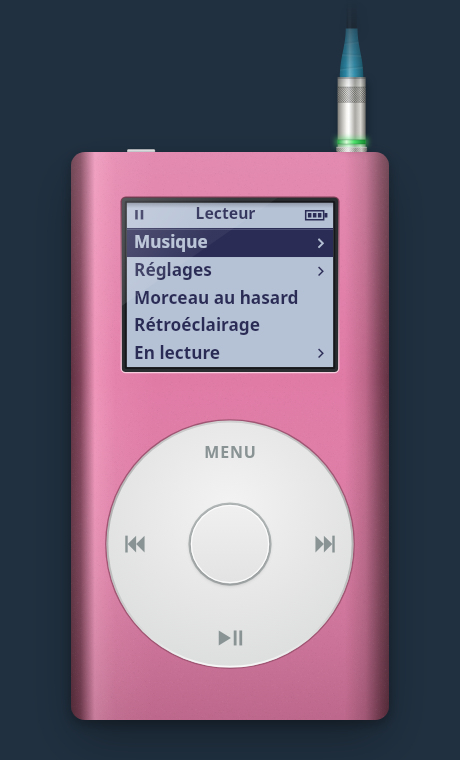 Lecteur
Musique
Réglages
Morceau au hasard
Rétroéclairage
En lecture
MENU